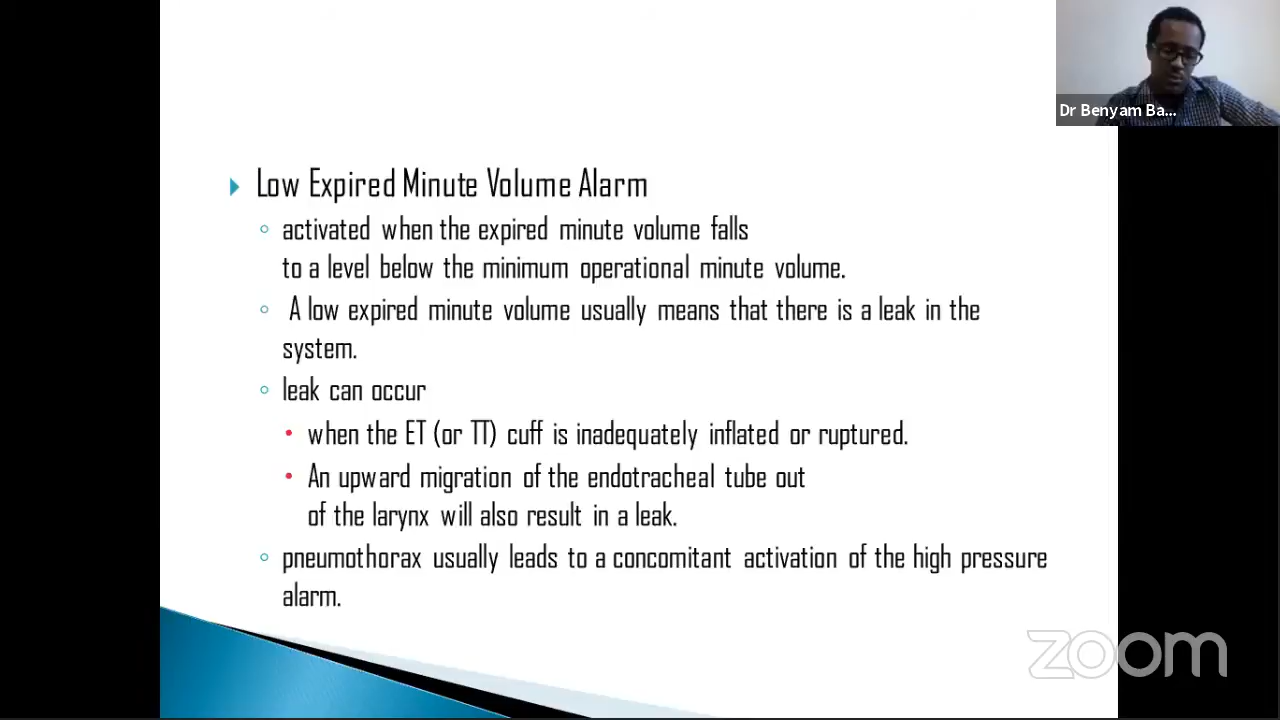 Dr Benyam Ba...
Low Expired Minute Volume Alarm
activated when the expired minute volume falls
to a level below the minimum operational minute volume.
A low expired minute volume usually means that there is a leak in the
system.
leak can occur
when the ET (or TT) cuff is inadequately inflated or ruptured.
An upward migration of the endotracheal tube out
of the larynx will also result in a leak.
pneumothorax usually leads to a concomitant activation of the high pressure
alarm.
zoom